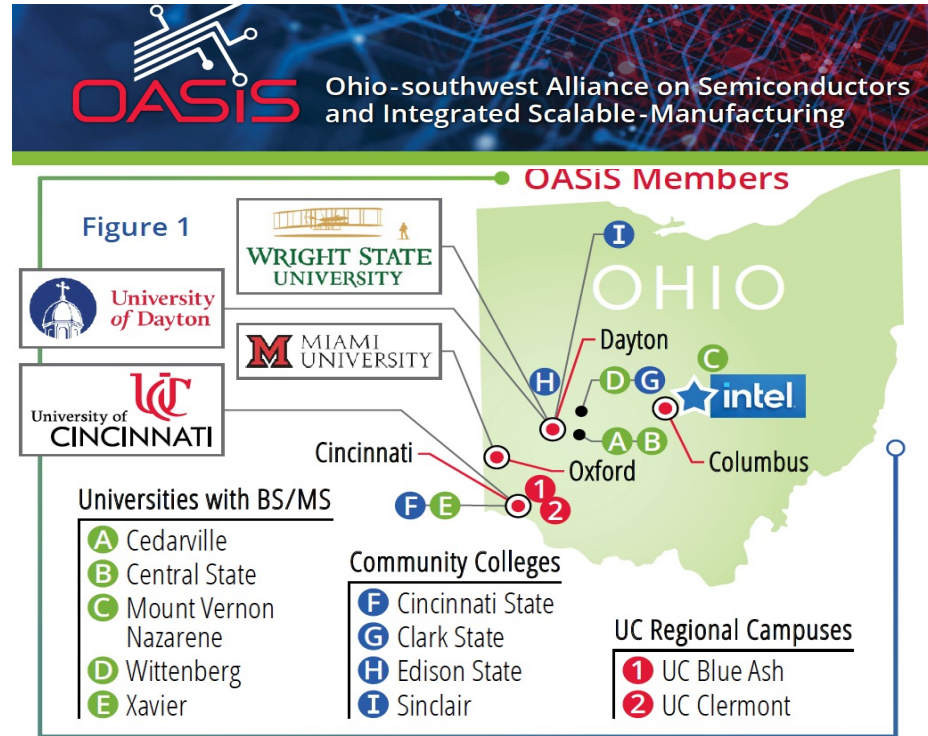 OASiS
Ohio-southwest Alliance on Semiconductors
and Integrated Scalable-Manufacturing
OASiS Members
Figure 1
WRIGHT STATE
UNIVERSITY
I
OHIO
University
of Dayton
MIAMI
UNIVERSITY
Dayton
C
H
D
G
intel
University of
CINCINNATI
UC
M
A
B
Cincinnati
Oxford
Columbus
F
E
1
2
Universities with BS/MS
A Cedarville
B Central State
C Mount Vernon
Nazarene
D Wittenberg
E Xavier
Community Colleges
F Cincinnati State
G Clark State
H Edison State
I Sinclair
UC Regional Campuses
1 UC Blue Ash
2 UC Clermont